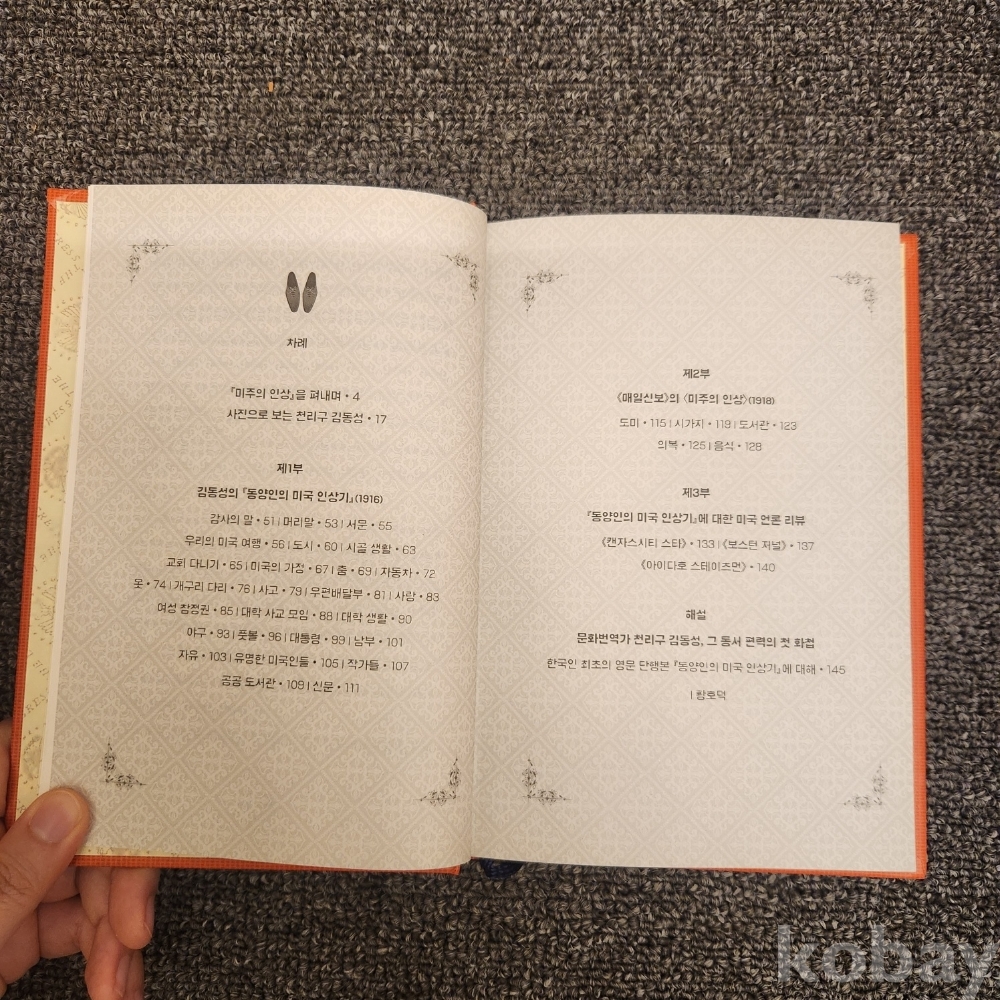 차례
『미주의 인상』을 펴내며 • 4
사진으로 보는 천리구 김동성 • 17
제1부
김동성의 『동양인의 미국 인상기』(1916)
감사의 말 • 51 | 머리말 • 53 | 서문 • 55
우리의 미국 여행 • 56 | 도시 • 60 | 시골 생활 • 63
교회 다니기 • 65 | 미국의 가정 • 67 | 춤 • 69 | 자동차 • 72
옷 • 74 | 개구리 다리 • 76 | 사고 • 79 | 우편배달부 • 81 | 사랑 • 83
여성 참정권 • 85 | 대학 사교 모임 • 88 | 대학 생활 • 90
야구 • 93 | 풋볼 • 96 | 대통령 • 99 | 남부 • 101
자유 • 103 | 유명한 미국인들 • 105 | 작가들 • 107
공공 도서관 • 109 | 신문 • 111
제2부
《매일신보》의 〈미주의 인상〉(1918)
도미 • 115 | 시가지 • 119 | 도서관 • 123
의복 • 125 | 음식 • 128
제3부
『동양인의 미국 인상기』에 대한 미국 언론 리뷰
《캔자스시티 스타》 • 133 | 《보스턴 저널》 • 137
《아이다호 스테이츠먼》 • 140
해설
문화번역가 천리구 김동성, 그 동서 편력의 첫 화첩
한국인 최초의 영문 단행본 『동양인의 미국 인상기』에 대해 • 145
| 황호덕
kobay